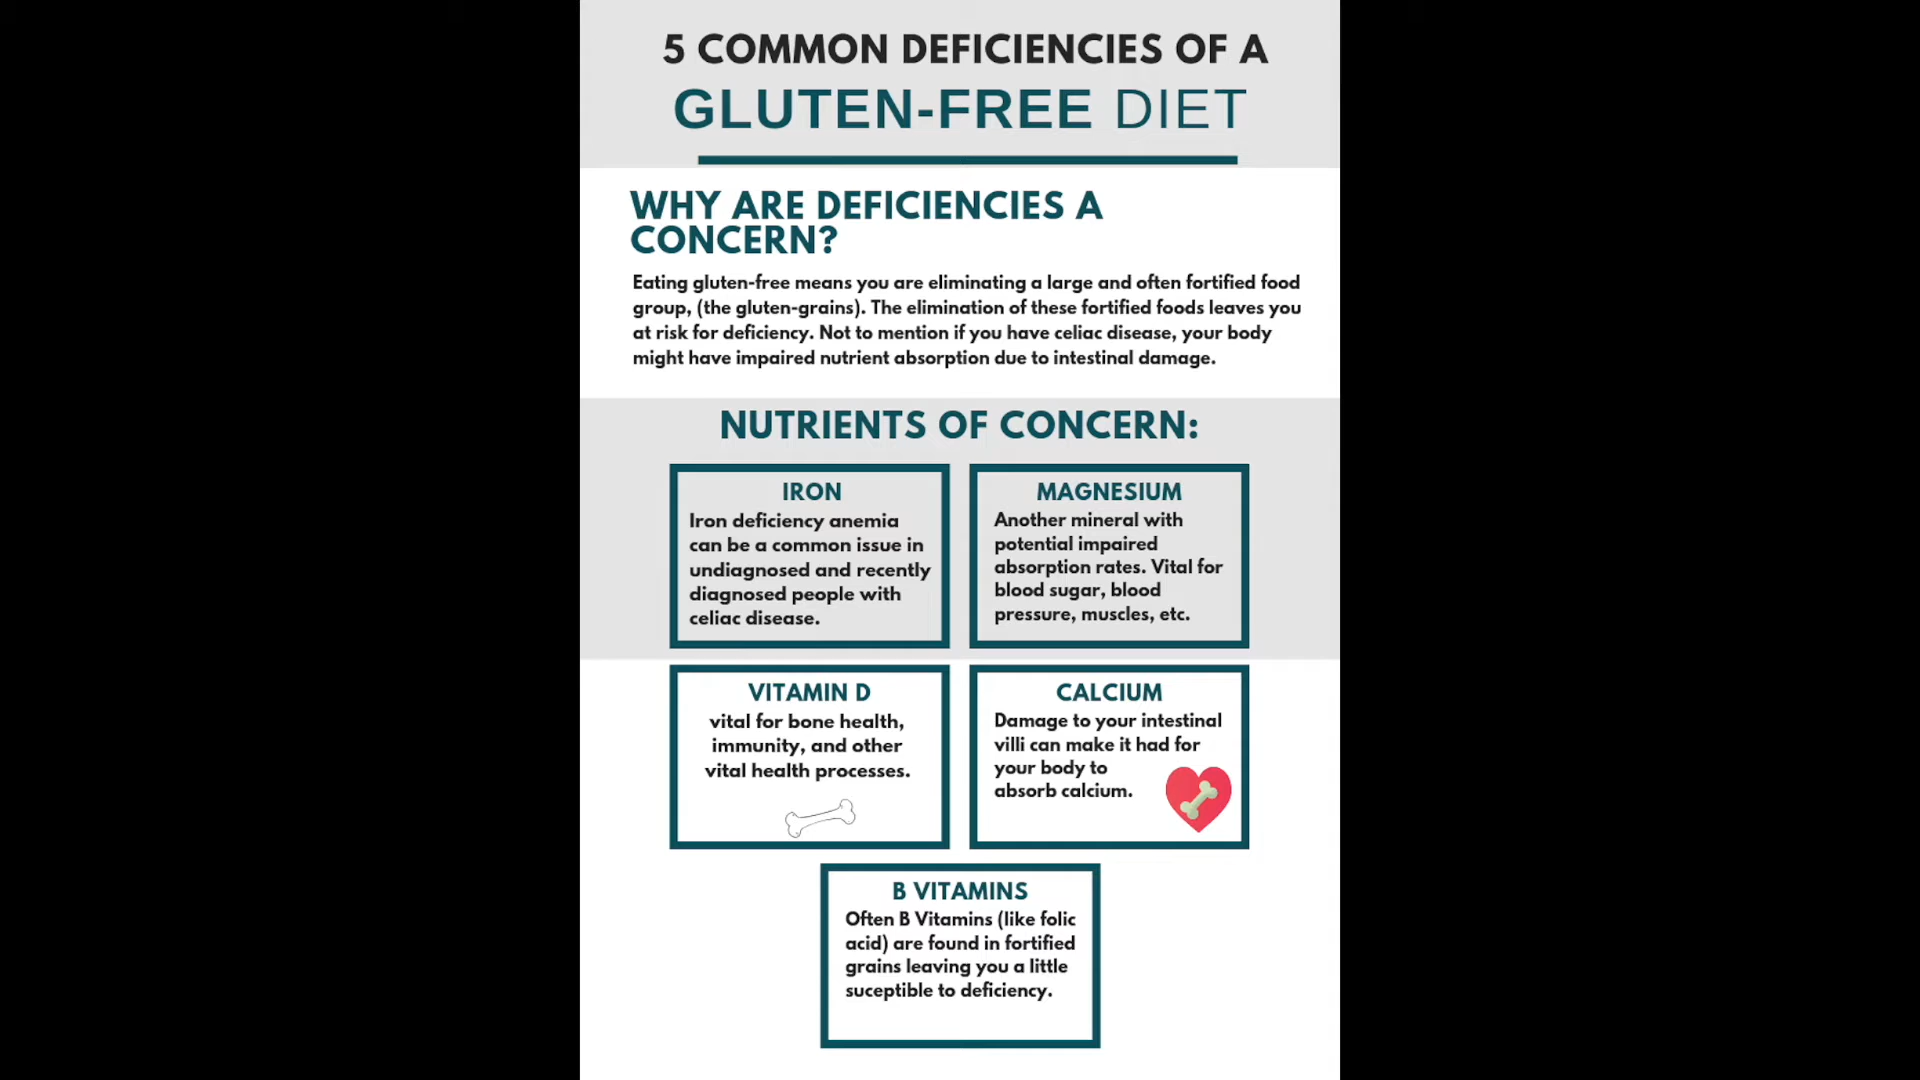 5 COMMON DEFICIENCIES OF A
GLUTEN-FREE DIET
WHY ARE DEFICIENCIES A
CONCERN?
Eating gluten-free means you are eliminating a large and often fortified food
group, (the gluten-grains). The elimination of these fortified foods leaves you
at risk for deficiency. Not to mention if you have celiac disease, your body
might have impaired nutrient absorption due to intestinal damage.
NUTRIENTS OF CONCERN:
IRON
Iron deficiency anemia
can be a common issue in
undiagnosed and recently
diagnosed people with
celiac disease.
MAGNESIUM
Another mineral with
potential impaired
absorption rates. Vital for
blood sugar, blood
pressure, muscles, etc.
VITAMIN D
vital for bone health,
immunity, and other
vital health processes.
CALCIUM
Damage to your intestinal
villi can make it had for
your body to
absorb calcium.
B VITAMINS
Often B Vitamins (like folic
acid) are found in fortified
grains leaving you a little
suceptible to deficiency.